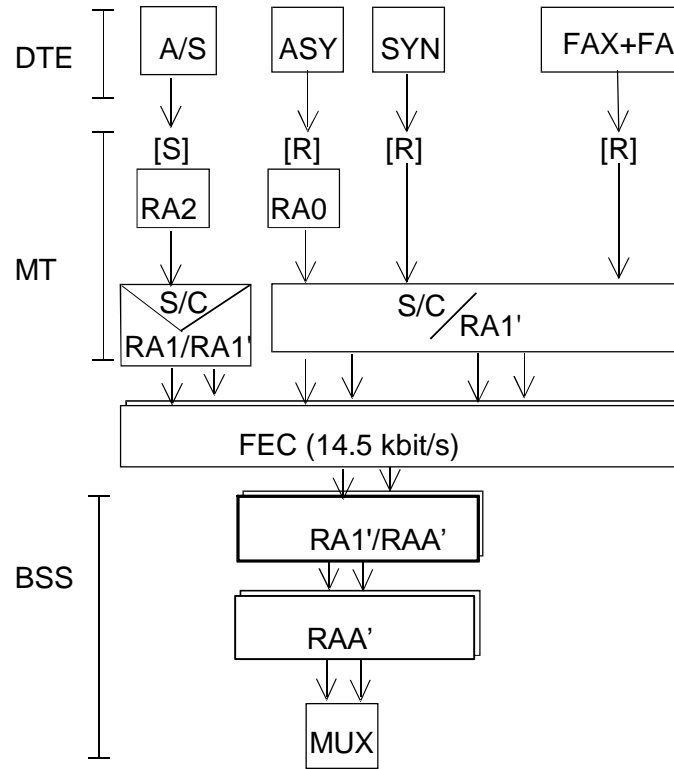 DTE
A/S
ASY
SYN
FAX+FA
[S]
[R]
[R]
[R]
RA2
RA0
MT
S/C
RA1/RA1'
S/C
RA1'
FEC (14.5 kbit/s)
BSS
RA1'/RAA’
RAA’
MUX